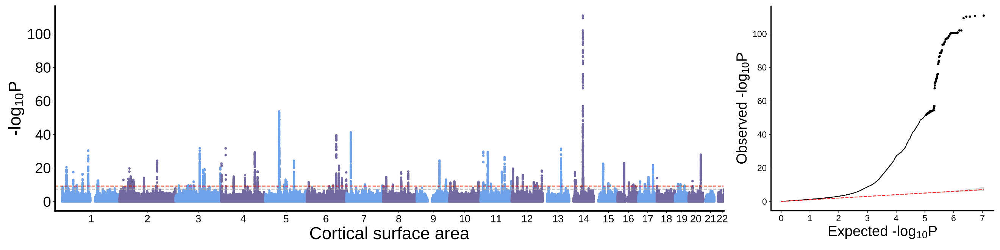 -log10P
100
80
60
40
20
0
1 2 3 4 5 6 7 8 9 10 11 12 13 14 15 16 17 18 19 20 21 22
Cortical surface area
Observed -log10P
100
80
60
40
20
0
0 1 2 3 4 5 6 7
Expected -log10P